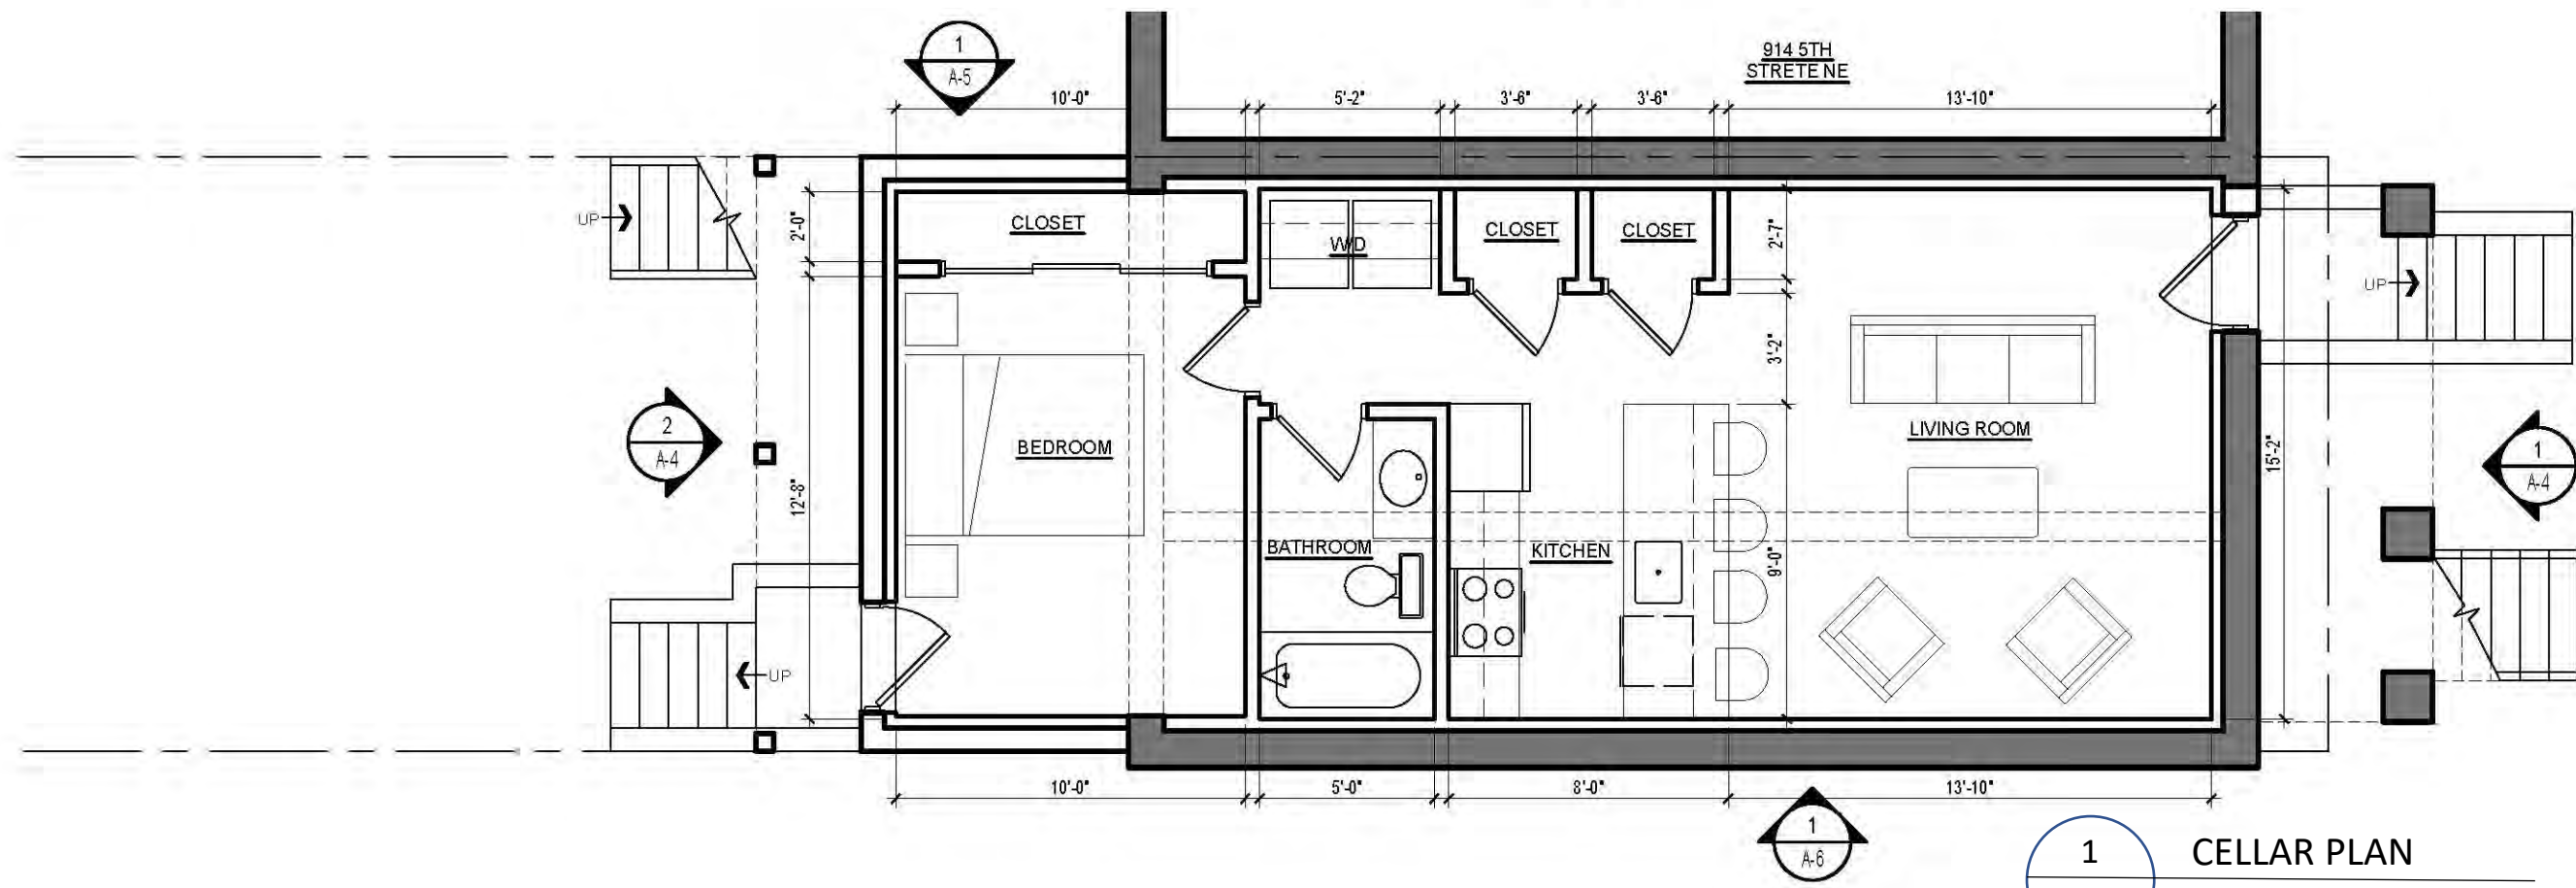 1
A-5
914 5TH
STRETE NE
10'-0"
5'-2"
3'-6"
3'-6"
13'-10"
UP
2'-0"
CLOSET
W/D
CLOSET
CLOSET
2'-7"
UP
3'-2"
2
A-4
BEDROOM
LIVING ROOM
15'-2"
1
A-4
12'-8"
BATHROOM
KITCHEN
9'-0"
UP
10'-0"
5'-0"
8'-0"
13'-10"
1
A-6
1
CELLAR PLAN